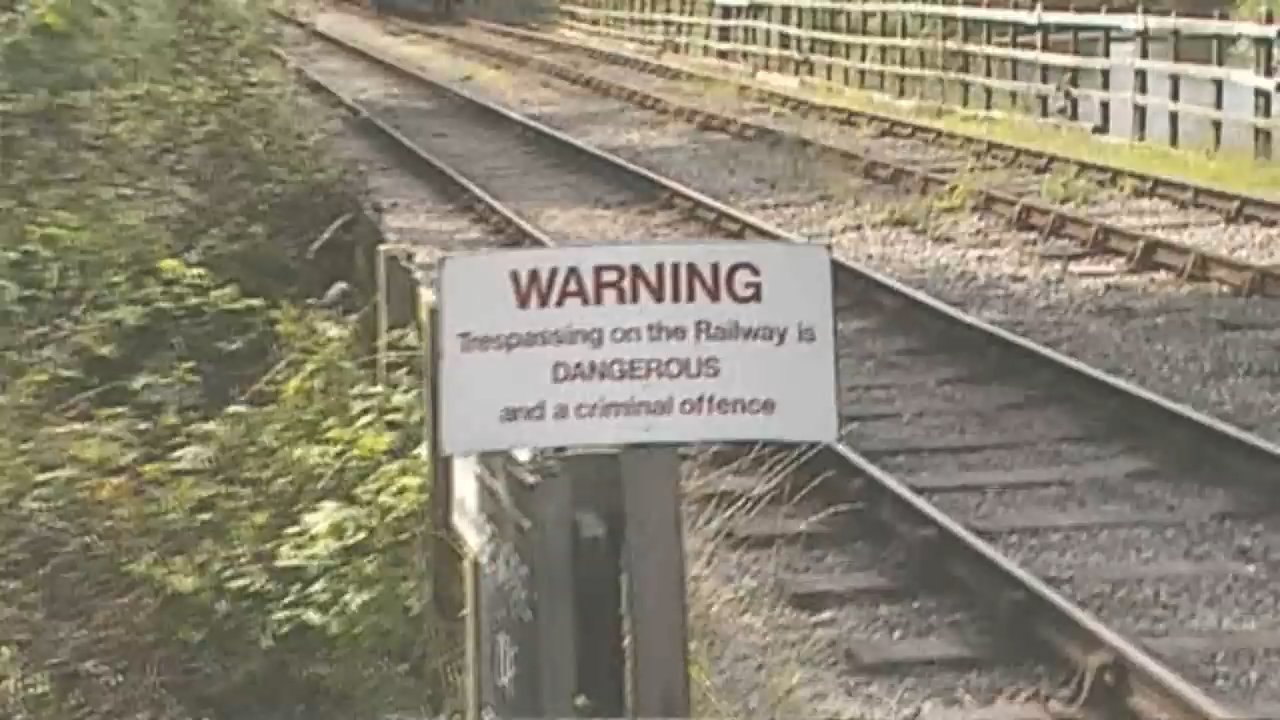 WARNING
Trespassing on the Railway is
DANGEROUS
and a criminal offence